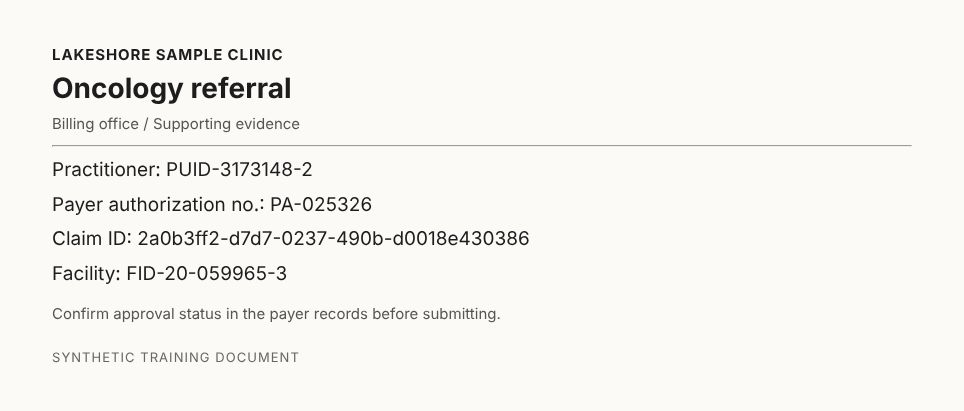 LAKESHORE SAMPLE CLINIC
Oncology referral
Billing office / Supporting evidence
Practitioner: PUID-3173148-2
Payer authorization no.: PA-025326
Claim ID: 2a0b3ff2-d7d7-0237-490b-d0018e430386
Facility: FID-20-059965-3
Confirm approval status in the payer records before submitting.
SYNTHETIC TRAINING DOCUMENT